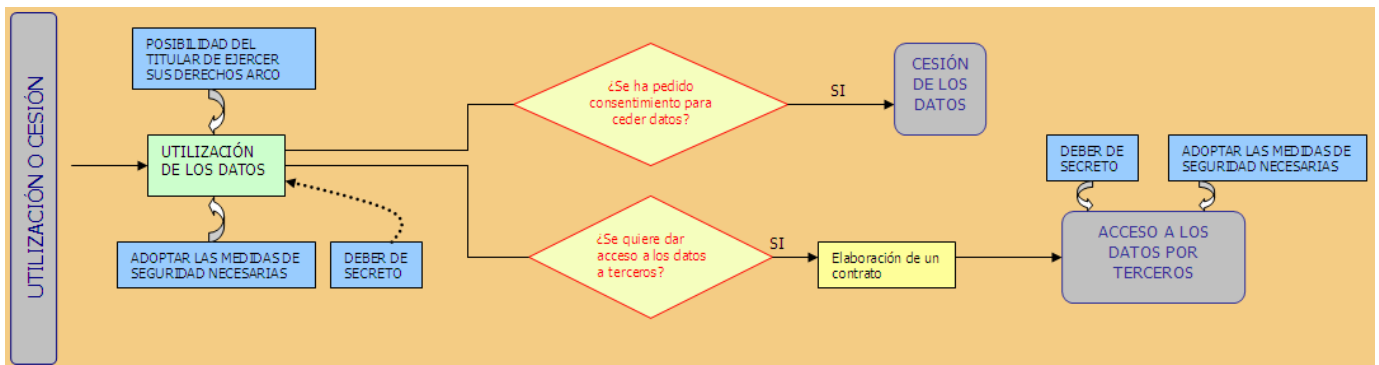 UTILIZACIÓN O CESIÓN
POSIBILIDAD DEL
TITULAR DE EJERCER
SUS DERECHOS ARCO
UTILIZACIÓN
DE LOS DATOS
ADOPTAR LAS MEDIDAS DE
SEGURIDAD NECESARIAS
DEBER DE
SECRETO
¿Se ha pedido
consentimiento para
ceder datos?
SI
CESIÓN
DE LOS
DATOS
¿Se quiere dar
acceso a los datos
a terceros?
SI
Elaboración de un
contrato
DEBER DE
SECRETO
ADOPTAR LAS MEDIDAS DE
SEGURIDAD NECESARIAS
ACCESO A LOS
DATOS POR
TERCEROS